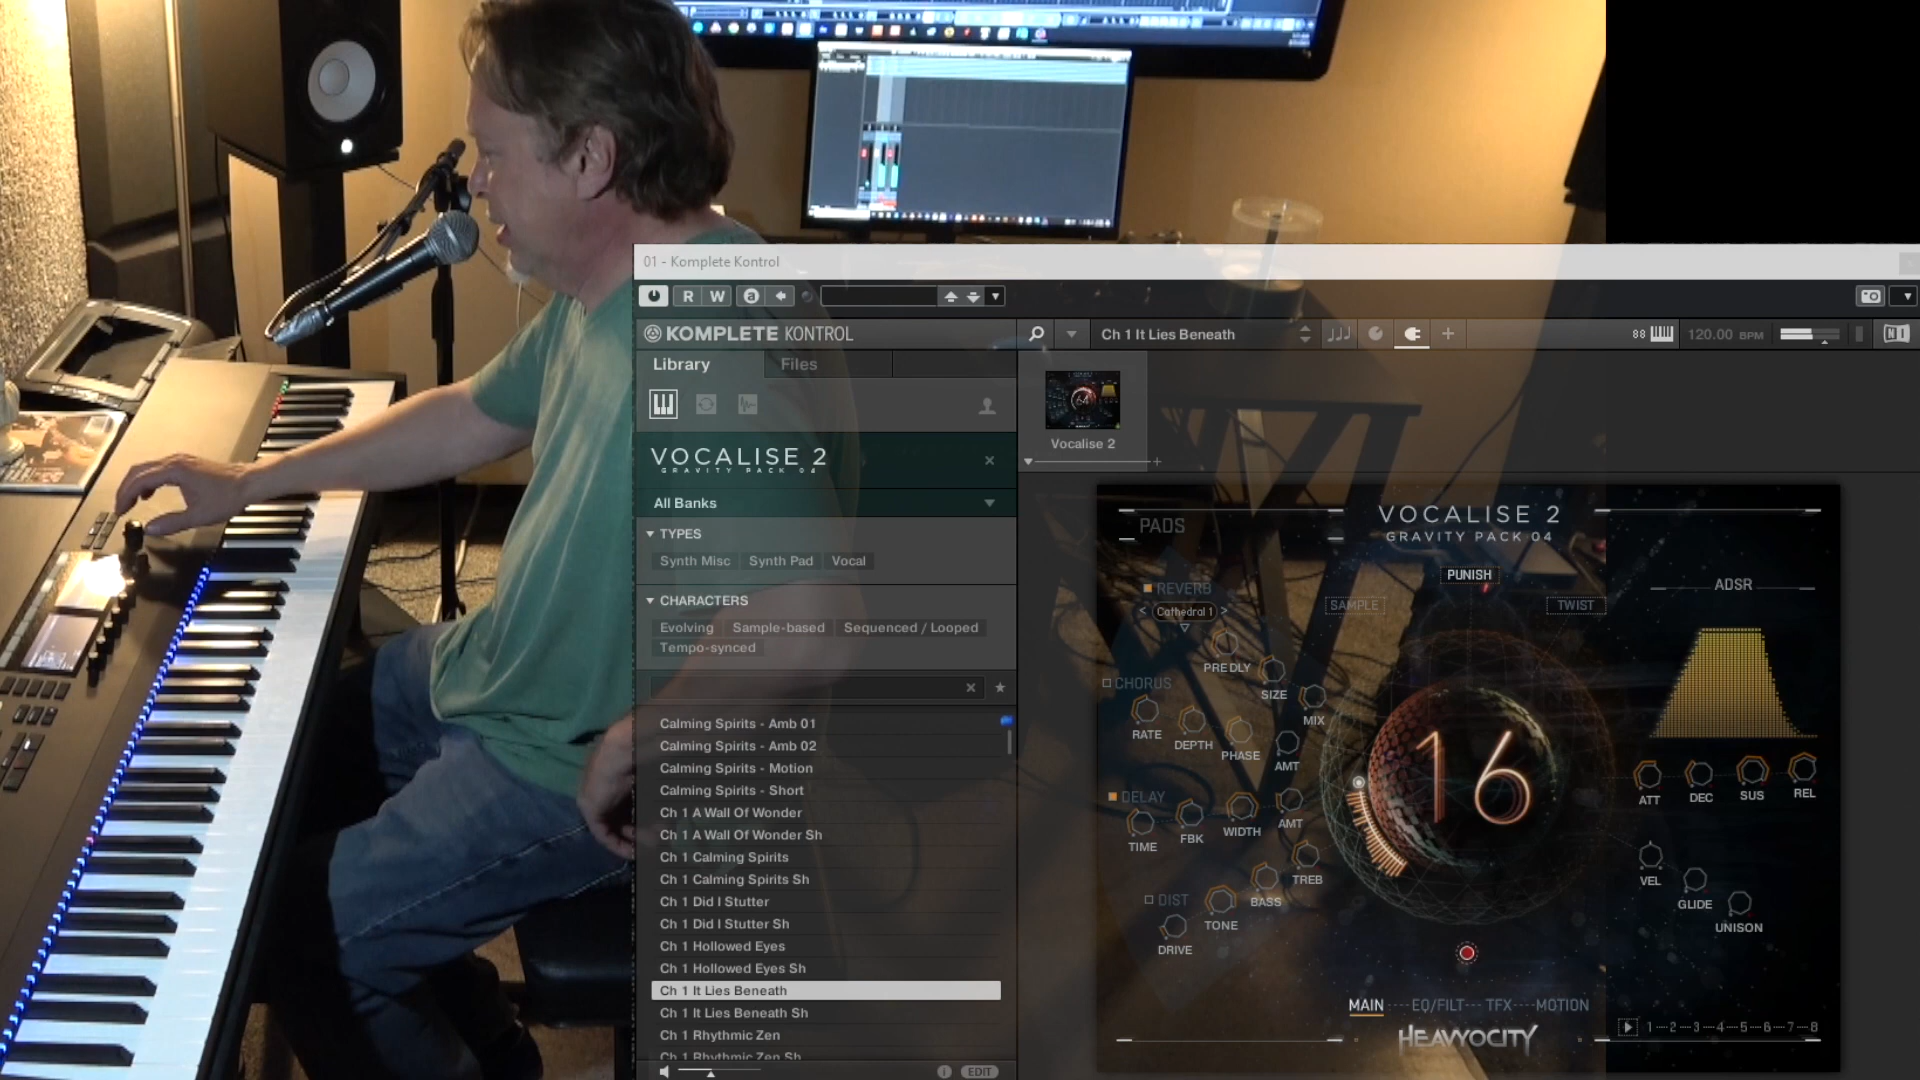 01 - Komplete Kontrol
R W a
KOMPLETE KONTROL
Ch 1 It Lies Beneath
88
120.00 BPM
Library
Files
Vocalise 2
VOCALISE 2
GRAVITY PACK 04
All Banks
TYPES
Synth Misc Synth Pad Vocal
CHARACTERS
Evolving Sample-based Sequenced / Looped
Tempo-synced
Calming Spirits - Amb 01
Calming Spirits - Amb 02
Calming Spirits - Motion
Calming Spirits - Short
Ch 1 A Wall Of Wonder
Ch 1 A Wall Of Wonder Sh
Ch 1 Calming Spirits
Ch 1 Calming Spirits Sh
Ch 1 Did I Stutter
Ch 1 Did I Stutter Sh
Ch 1 Hollowed Eyes
Ch 1 Hollowed Eyes Sh
Ch 1 It Lies Beneath
Ch 1 It Lies Beneath Sh
Ch 1 Rhythmic Zen
Ch 1 Rhythmic Zen Sh
EDIT
PADS
VOCALISE 2
GRAVITY PACK 04
PUNISH
SAMPLE
TWIST
ADSR
REVERB
< Cathedral 1 >
PRE DLY
SIZE
MIX
CHORUS
RATE
DEPTH
PHASE
AMT
DELAY
TIME
FBK
WIDTH
AMT
DIST
DRIVE
TONE
BASS
TREB
16
ATT
DEC
SUS
REL
VEL
GLIDE
UNISON
MAIN EQ/FILT TFX MOTION
HEAVYOCITY
1 2 3 4 5 6 7 8